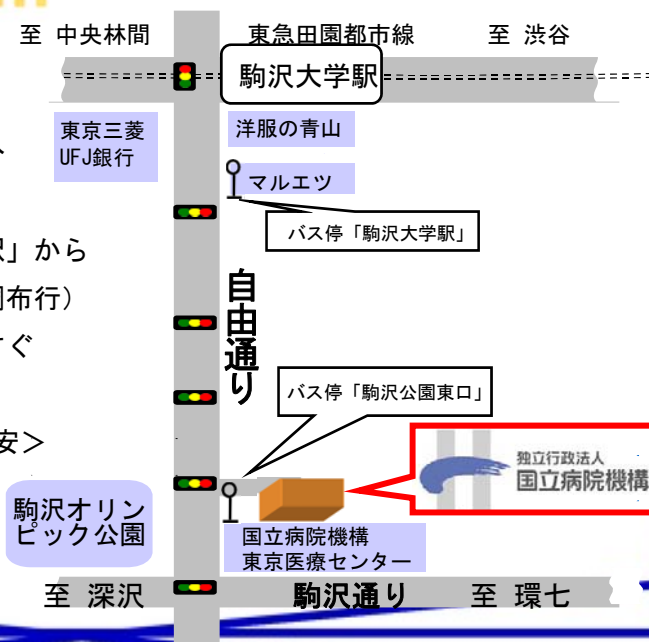 至 中央林間
東急田園都市線
至 渋谷
駒沢大学駅
東京三菱
UFJ銀行
洋服の青山
マルエツ
バス停「駒沢大学駅」
」から
布行）
ぐ
自由通り
バス停「駒沢公園東口」
安＞
独立行政法人
国立病院機構
駒沢オリン
ピック公園
国立病院機構
東京医療センター
至 深沢
駒沢通り
至 環七